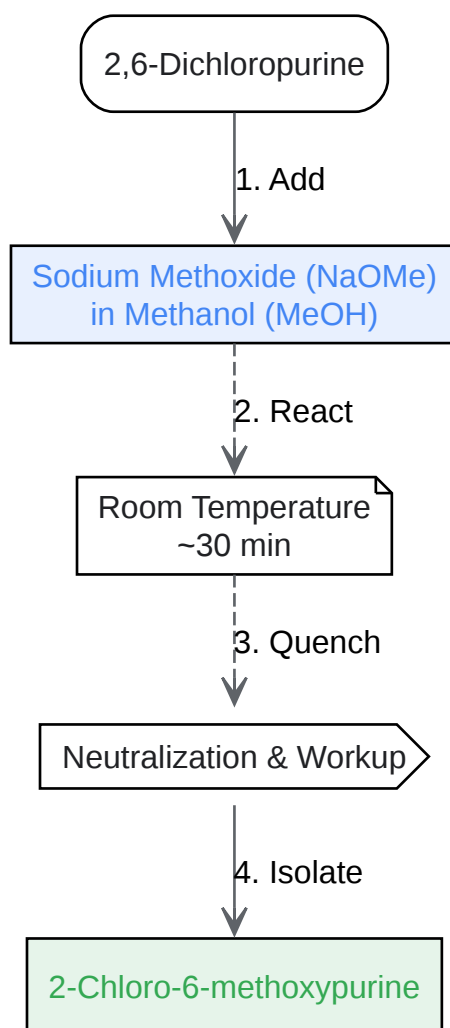 2,6-Dichloropurine
1. Add
Sodium Methoxide (NaOMe)
in Methanol (MeOH)
2. React
Room Temperature
~30 min
3. Quench
Neutralization & Workup
4. Isolate
2-Chloro-6-methoxypurine